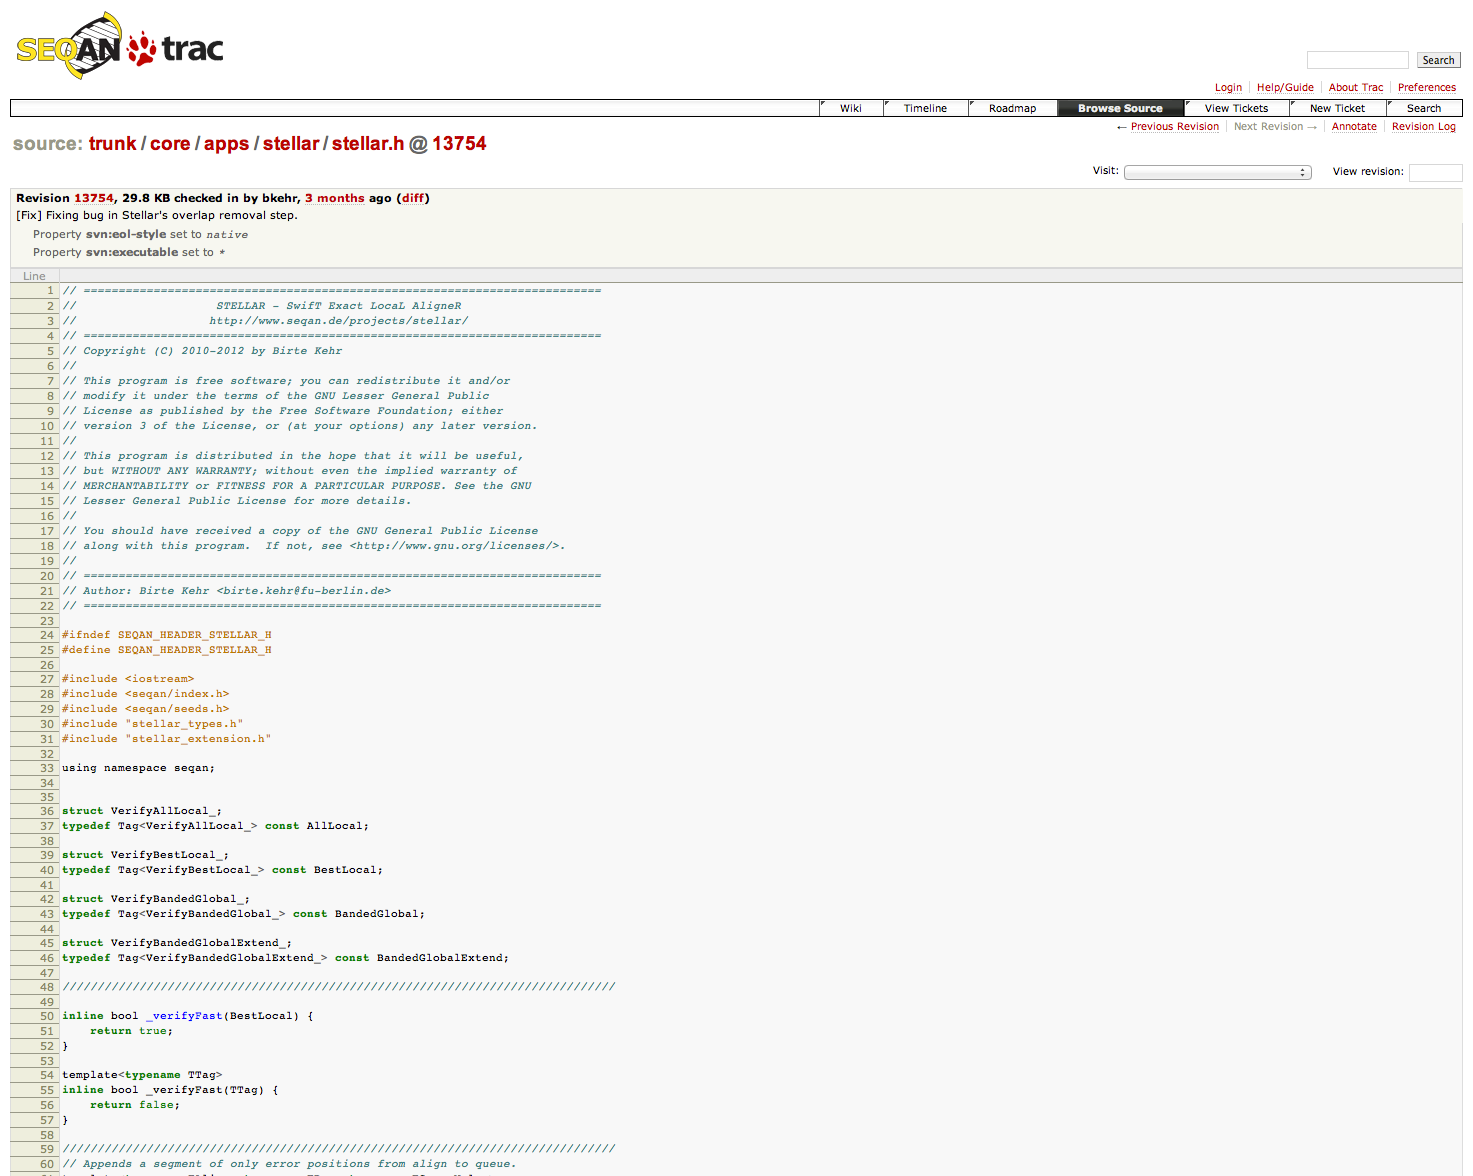 SEQAN trac
Search
Login Help/Guide About Trac Preferences
Wiki Timeline Roadmap Browse Source View Tickets New Ticket Search
← Previous Revision Next Revision → Annotate Revision Log
source: trunk / core / apps / stellar / stellar.h @ 13754
Visit: View revision:
Revision 13754, 29.8 KB checked in by bkehr, 3 months ago (diff)
[Fix] Fixing bug in Stellar's overlap removal step.
Property svn:eol-style set to native
Property svn:executable set to *
Line
1 // ==========================================================================
2 // STELLAR - SwifT Exact LocaL AligneR
3 // http://www.seqan.de/projects/stellar/
4 // ==========================================================================
5 // Copyright (C) 2010-2012 by Birte Kehr
6 //
7 // This program is free software; you can redistribute it and/or
8 // modify it under the terms of the GNU Lesser General Public
9 // License as published by the Free Software Foundation; either
10 // version 3 of the License, or (at your options) any later version.
11 //
12 // This program is distributed in the hope that it will be useful,
13 // but WITHOUT ANY WARRANTY; without even the implied warranty of
14 // MERCHANTABILITY or FITNESS FOR A PARTICULAR PURPOSE. See the GNU
15 // Lesser General Public License for more details.
16 //
17 // You should have received a copy of the GNU General Public License
18 // along with this program.  If not, see <http://www.gnu.org/licenses/>.
19 //
20 // ==========================================================================
21 // Author: Birte Kehr <birte.kehr@fu-berlin.de>
22 // ==========================================================================
23
24 #ifndef SEQAN_HEADER_STELLAR_H
25 #define SEQAN_HEADER_STELLAR_H
26
27 #include <iostream>
28 #include <seqan/index.h>
29 #include <seqan/seeds.h>
30 #include "stellar_types.h"
31 #include "stellar_extension.h"
32
33 using namespace seqan;
34
35
36 struct VerifyAllLocal_;
37 typedef Tag<VerifyAllLocal_> const AllLocal;
38
39 struct VerifyBestLocal_;
40 typedef Tag<VerifyBestLocal_> const BestLocal;
41
42 struct VerifyBandedGlobal_;
43 typedef Tag<VerifyBandedGlobal_> const BandedGlobal;
44
45 struct VerifyBandedGlobalExtend_;
46 typedef Tag<VerifyBandedGlobalExtend_> const BandedGlobalExtend;
47
48 ///////////////////////////////////////////////////////////////////////////////
49
50 inline bool _verifyFast(BestLocal) {
51 return true;
52 }
53
54 template<typename TTag>
55 inline bool _verifyFast(TTag) {
56 return false;
57 }
58
59 ///////////////////////////////////////////////////////////////////////////////
60 // Appends a segment of only error positions from align to queue.